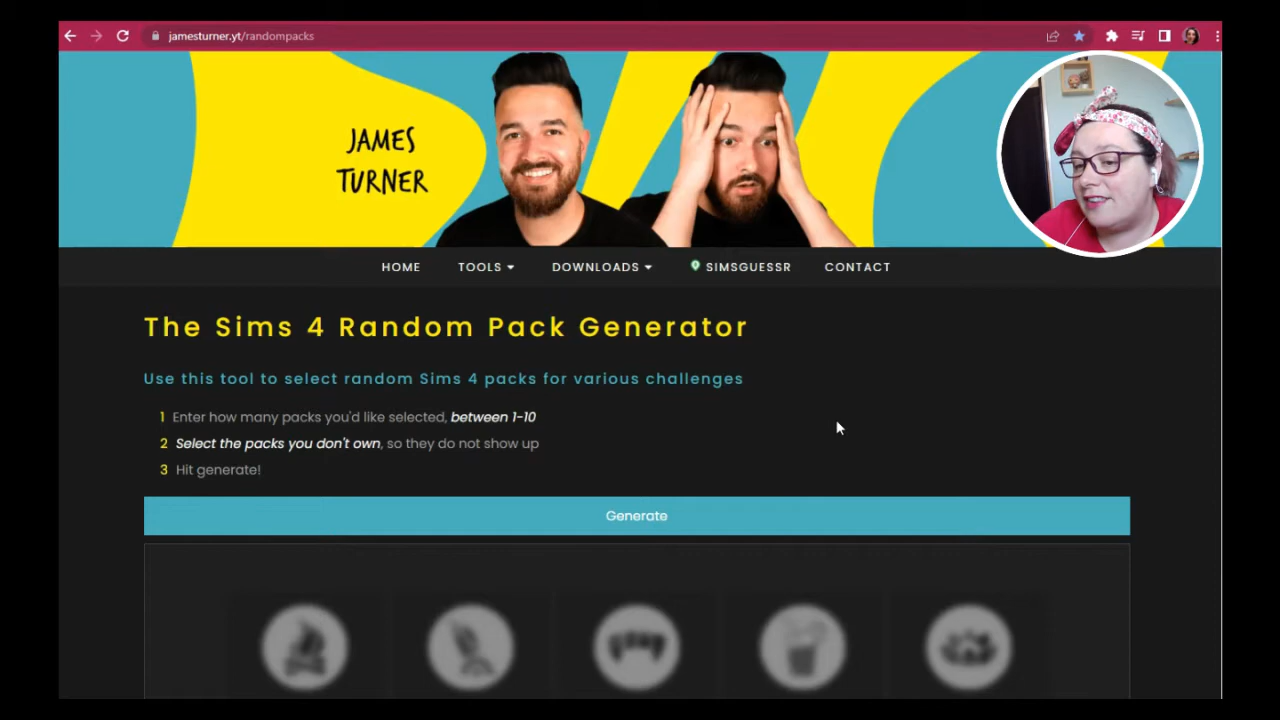 jamesturner.yt/randompacks
JAMES
TURNER
HOME TOOLS DOWNLOADS SIMSGUESSR CONTACT
The Sims 4 Random Pack Generator
Use this tool to select random Sims 4 packs for various challenges
1 Enter how many packs you'd like selected, between 1-10
2 Select the packs you don't own, so they do not show up
3 Hit generate!
Generate